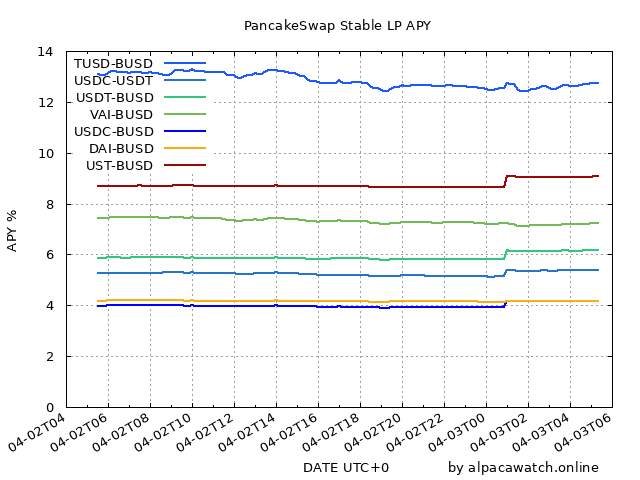 PancakeSwap Stable LP APY
14
12
10
8
6
4
2
0
APY %
TUSD-BUSD
USDC-USDT
USDT-BUSD
VAI-BUSD
USDC-BUSD
DAI-BUSD
UST-BUSD
04-02T04
04-02T06
04-02T08
04-02T10
04-02T12
04-02T14
04-02T16
04-02T18
04-02T20
04-02T22
04-03T00
04-03T02
04-03T04
04-03T06
DATE UTC+0
by alpacawatch.online